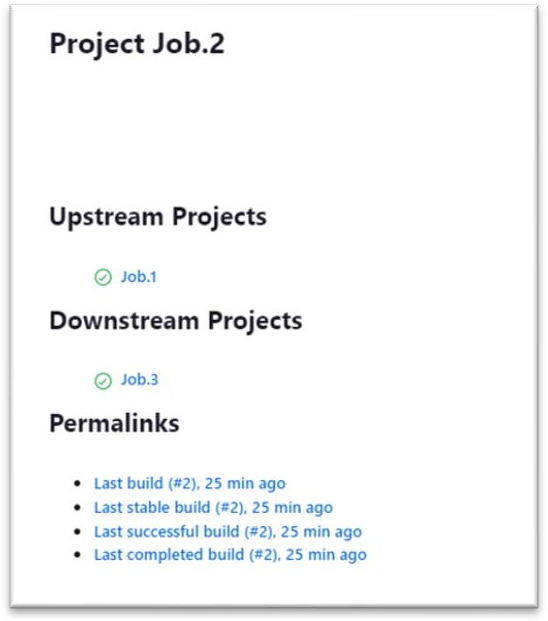 Project Job.2
Upstream Projects
Job.1
Downstream Projects
Job.3
Permalinks
Last build (#2), 25 min ago
Last stable build (#2), 25 min ago
Last successful build (#2), 25 min ago
Last completed build (#2), 25 min ago